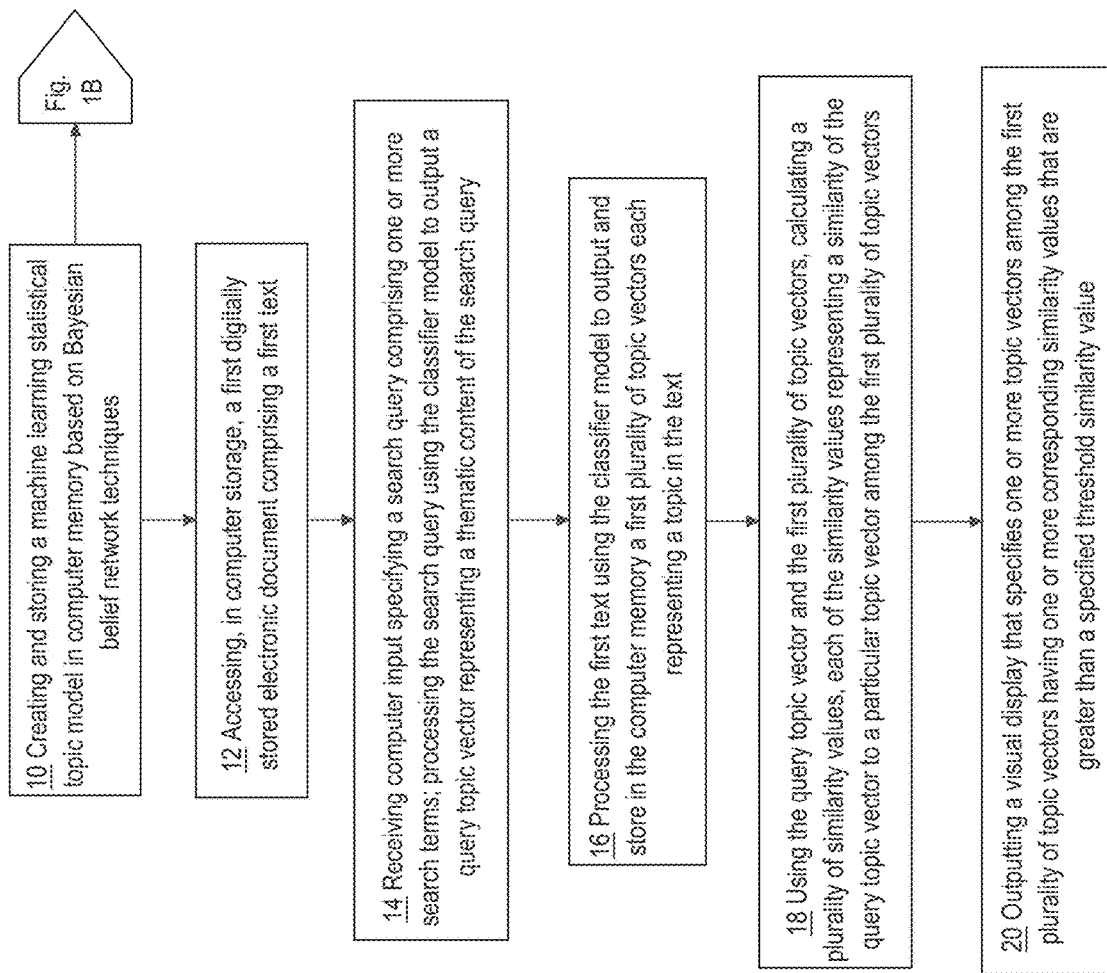 10 Creating and storing a machine learning statistical
topic model in computer memory based on Bayesian
belief network techniques
Fig.
1B
12 Accessing, in computer storage, a first digitally
stored electronic document comprising a first text
14 Receiving computer input specifying a search query comprising one or more
search terms; processing the search query using the classifier model to output a
query topic vector representing a thematic content of the search query
16 Processing the first text using the classifier model to output and
store in the computer memory a first plurality of topic vectors each
representing a topic in the text
18 Using the query topic vector and the first plurality of topic vectors, calculating a
plurality of similarity values, each of the similarity values representing a similarity of the
query topic vector to a particular topic vector among the first plurality of topic vectors
20 Outputting a visual display that specifies one or more topic vectors among the first
plurality of topic vectors having one or more corresponding similarity values that are
greater than a specified threshold similarity value